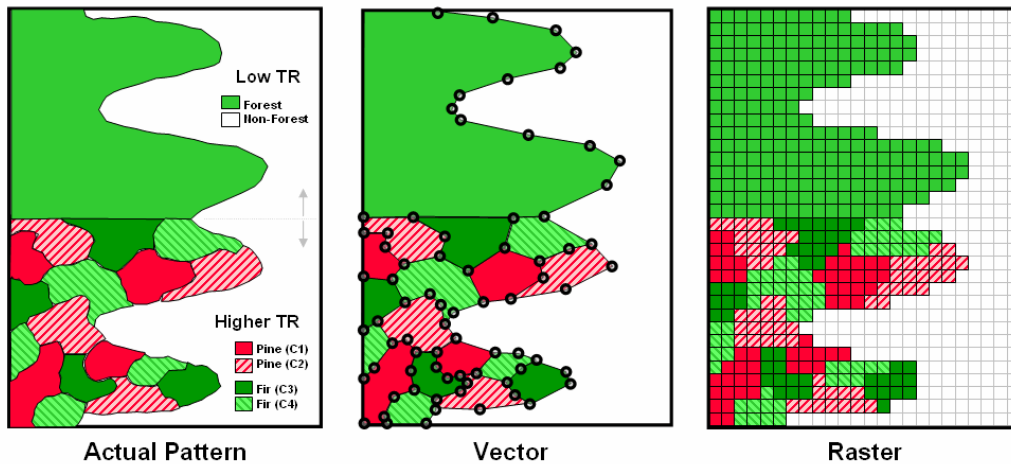 Low TR
Forest
Non-Forest
Higher TR
Pine (C1)
Pine (C2)
Fir (C3)
Fir (C4)
Actual Pattern
Vector
Raster